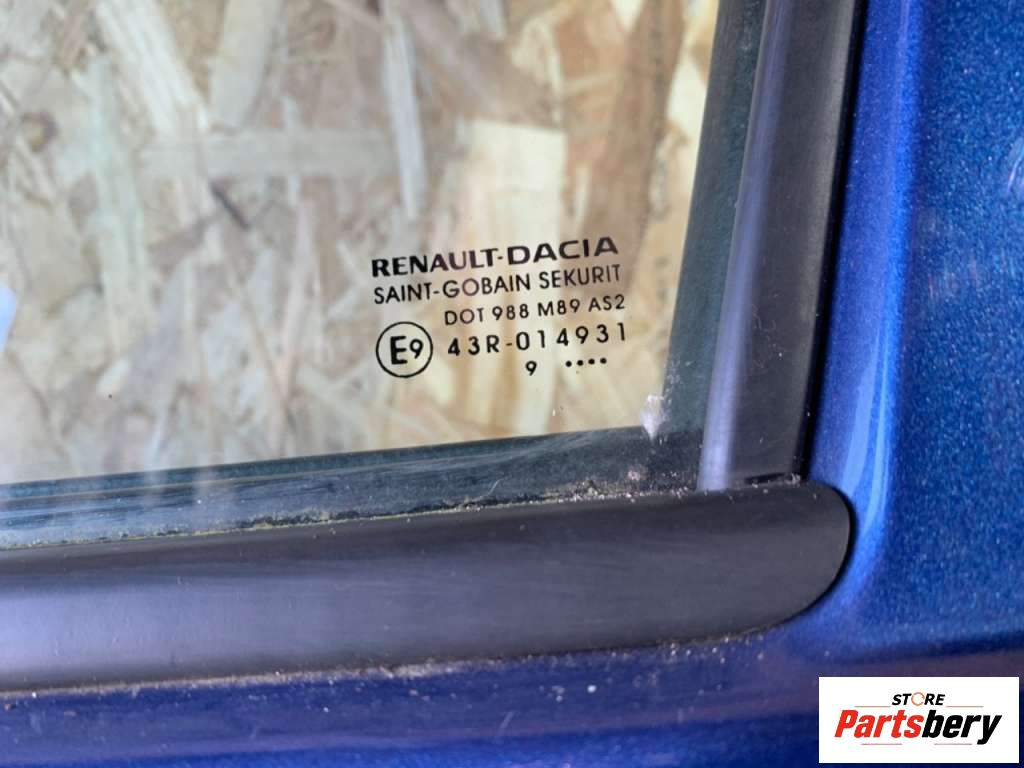 RENAULT-DACIA
SAINT-GOBAIN SEKURIT
DOT 988 M89 AS2
E9 43R-014931
9 ....
STORE
Partsbery